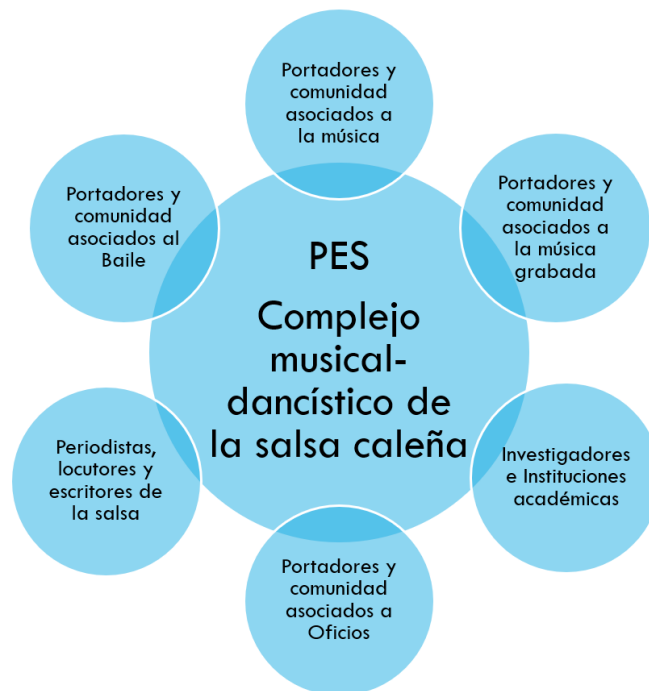 Portadores y
comunidad
asociados a
la música
Portadores y
comunidad
asociados a
la música
grabada
Investigadores
e Instituciones
académicas
Portadores y
comunidad
asociados a
Oficios
Periodistas,
locutores y
escritores de
la salsa
Portadores y
comunidad
asociados al
Baile
PES
Complejo
musical-
dancístico de
la salsa caleña